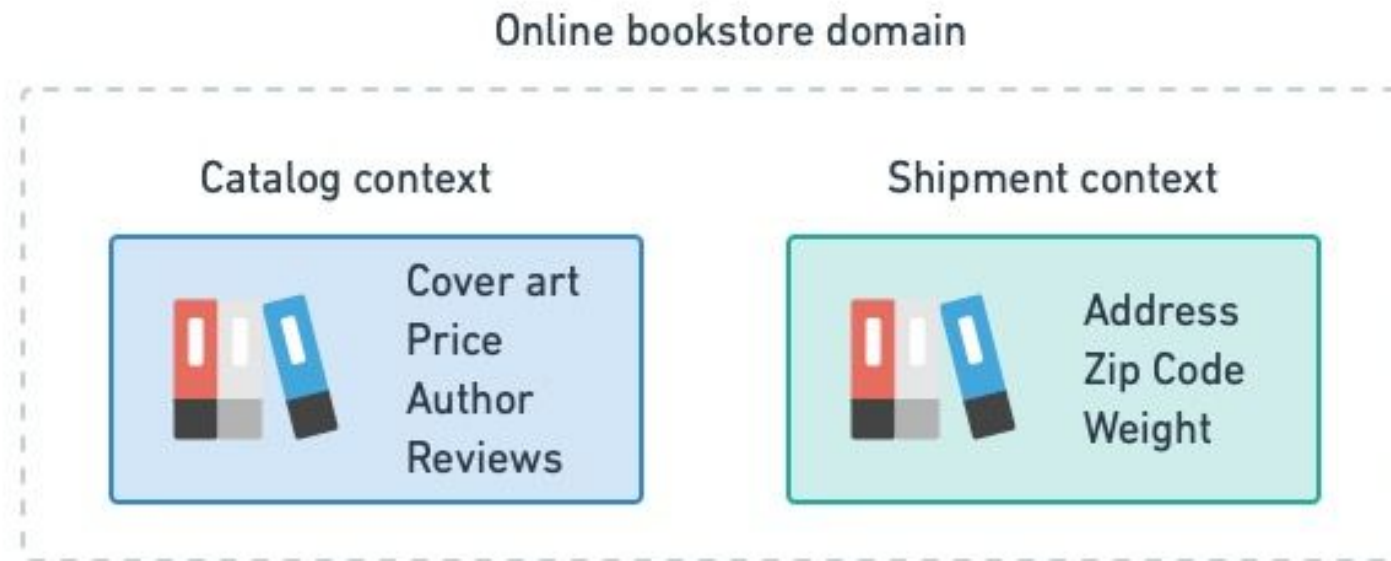 Online bookstore domain
Catalog context
Cover art
Price
Author
Reviews
Shipment context
Address
Zip Code
Weight